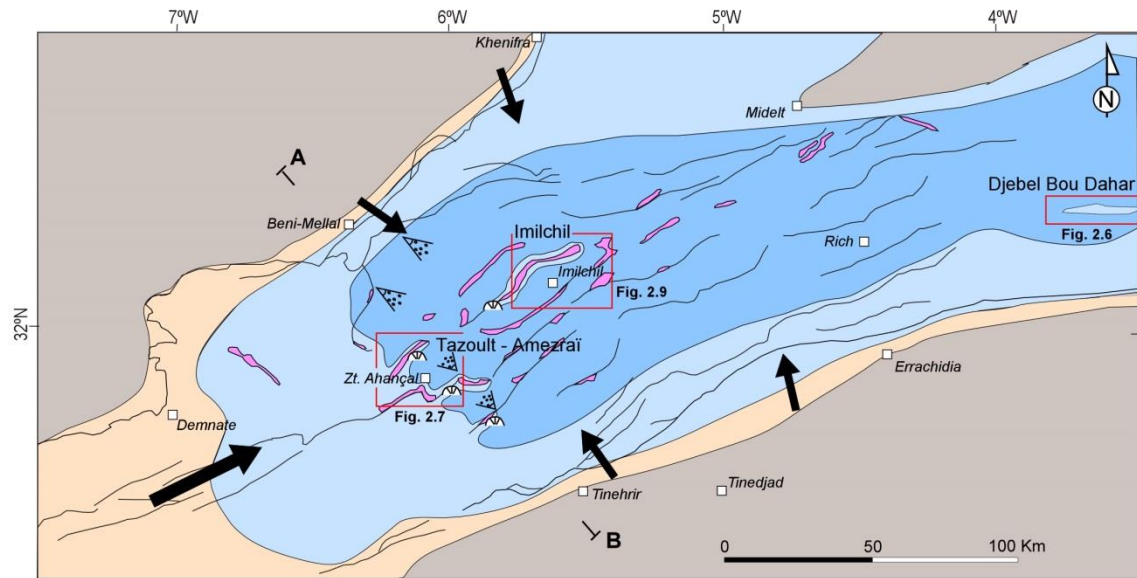 7ºW
6ºW
5ºW
4ºW
Khenifra
N
Midelt
A
Djebel Bou Dahar
Beni-Mellal
Imilchil
Rich
Fig. 2.6
Imilchil
Fig. 2.9
32ºN
Tazoult - Amezraï
Zt. Ahançal
Errachidia
Fig. 2.7
Demnate
Tinehrir
Tinedjad
B
0
50
100 Km